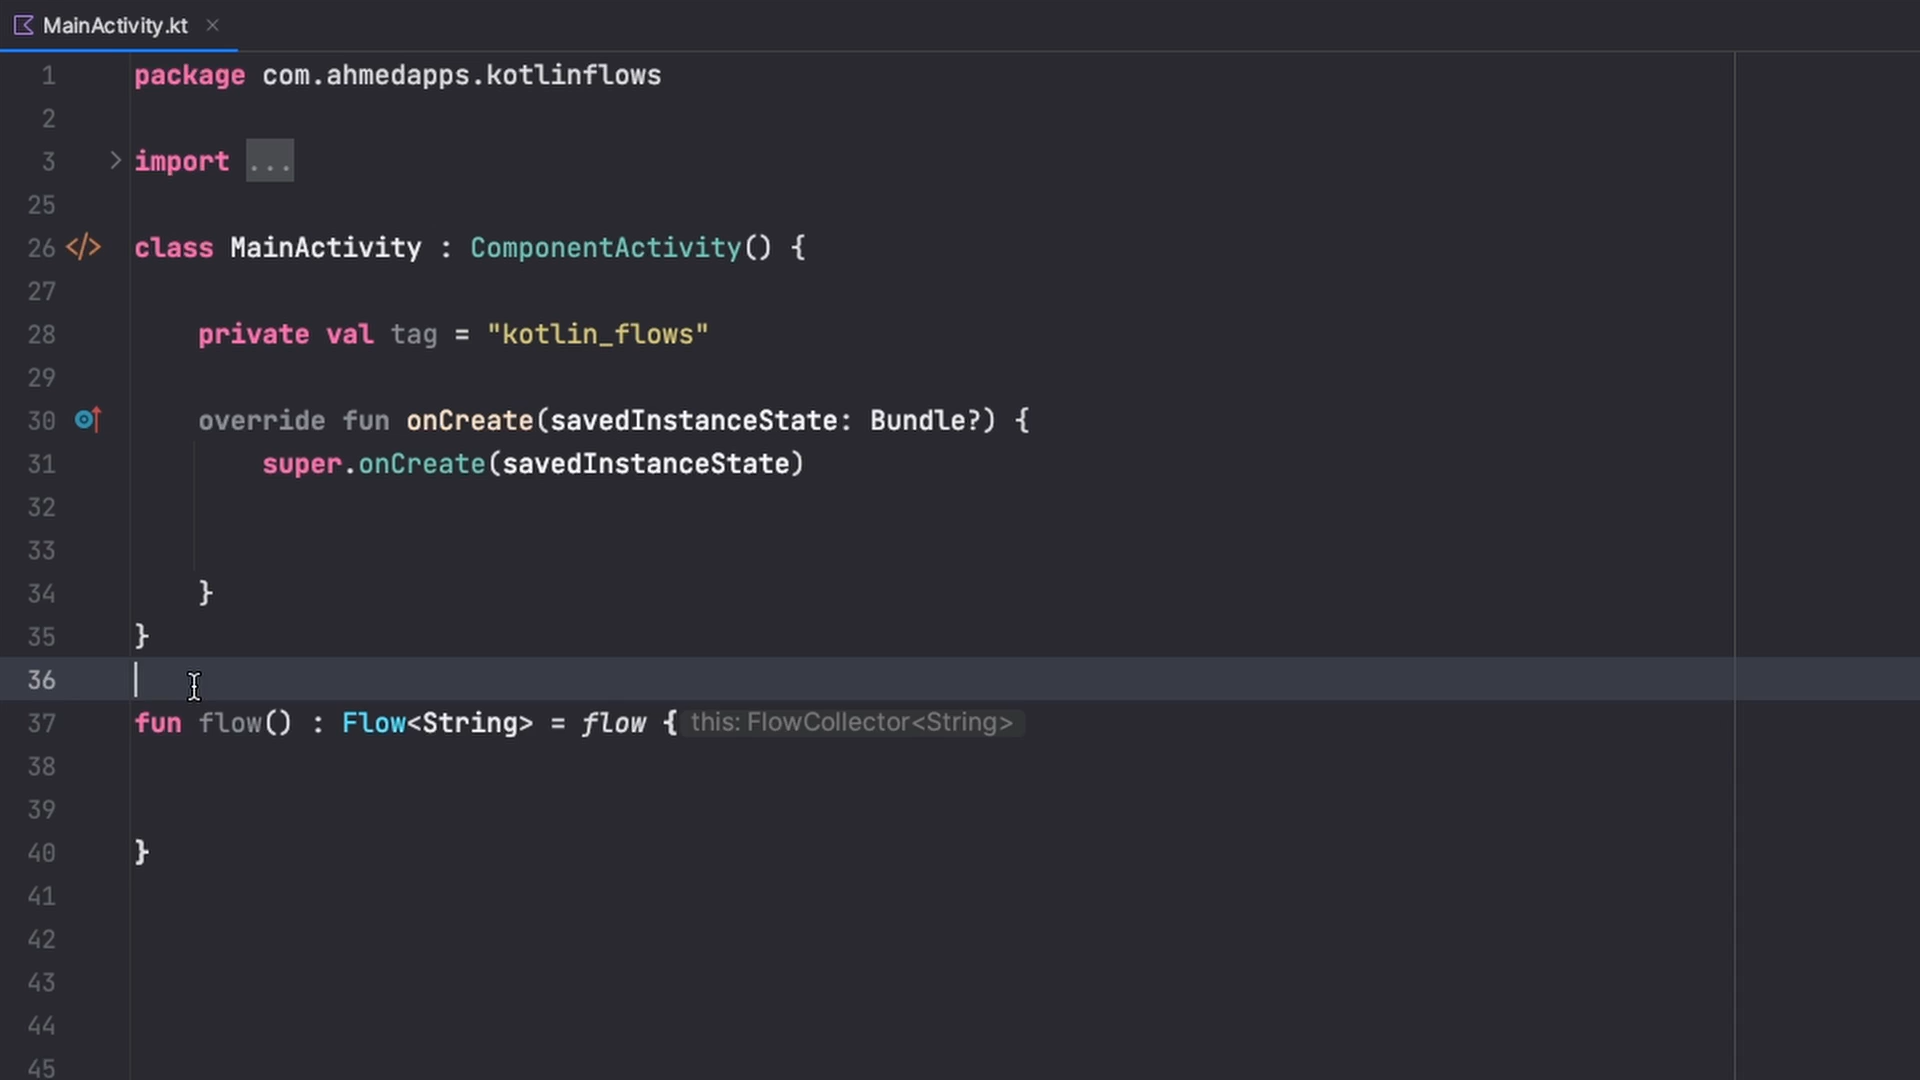 MainActivity.kt ×
1 package com.ahmedapps.kotlinflows
2
3 import ...
25
26 </> class MainActivity : ComponentActivity() {
27
28 private val tag = "kotlin_flows"
29
30 override fun onCreate(savedInstanceState: Bundle?) {
31 super.onCreate(savedInstanceState)
32
33
34 }
35 }
36
37 fun flow() : Flow<String> = flow { this: FlowCollector<String>
38
39
40 }
41
42
43
44
45